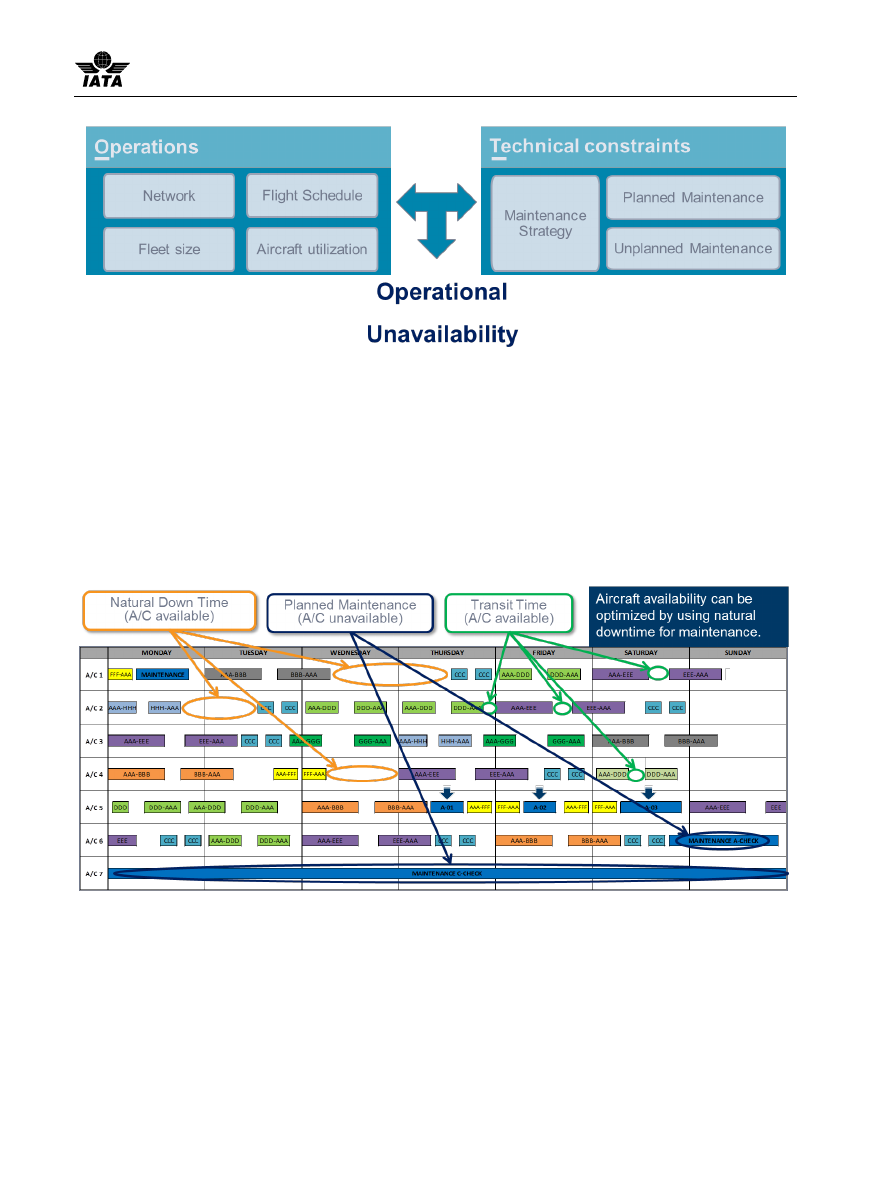 IATA
Operations
Network
Flight Schedule
Fleet size
Aircraft utilization
Technical constraints
Maintenance
Strategy
Planned Maintenance
Unplanned Maintenance
Operational
Unavailability
Natural Down Time
(A/C available)
Planned Maintenance
(A/C unavailable)
Transit Time
(A/C available)
Aircraft availability can be
optimized by using natural
downtime for maintenance.
MONDAY TUESDAY WEDNESDAY THURSDAY FRIDAY SATURDAY SUNDAY
A/C 1 FFF-AAA MAINTENANCE AAA-BBB BBB-AAA CCC CCC AAA-DDD DDD-AAA AAA-EEE EEE-AAA
A/C 2 AAA-HHH HHH-AAA CCC CCC AAA-DDD DDD-AAA AAA-DDD DDD-AAA AAA-EEE EEE-AAA CCC CCC
A/C 3 AAA-EEE EEE-AAA CCC CCC AAA-GGG GGG-AAA AAA-HHH HHH-AAA AAA-GGG GGG-AAA AAA-BBB BBB-AAA
A/C 4 AAA-BBB BBB-AAA AAA-FFF FFF-AAA AAA-EEE EEE-AAA CCC CCC AAA-DDD DDD-AAA
A/C 5 DDD DDD-AAA AAA-DDD DDD-AAA AAA-BBB BBB-AAA A-01 AAA-FFF FFF-AAA A-02 AAA-FFF FFF-AAA A-03 AAA-EEE EEE
A/C 6 EEE CCC CCC AAA-DDD DDD-AAA AAA-EEE EEE-AAA CCC CCC AAA-BBB BBB-AAA CCC CCC MAINTENANCE A-CHECK
A/C 7 MAINTENANCE C-CHECK